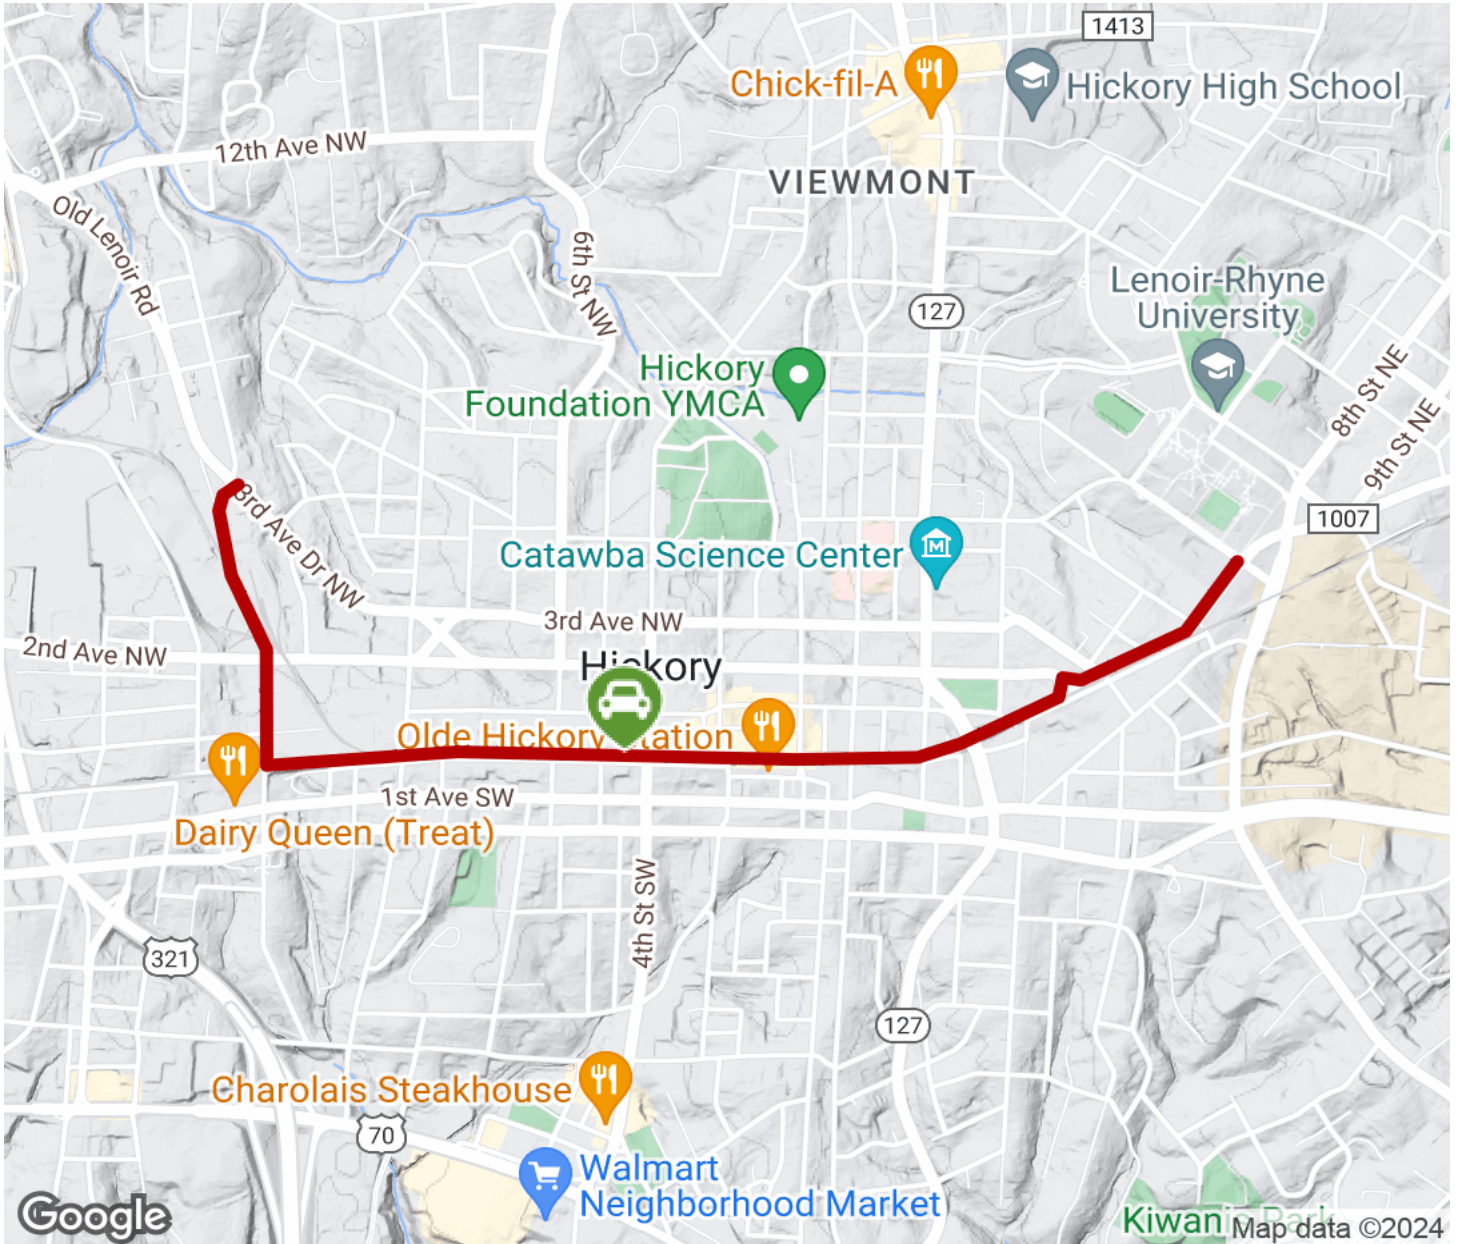 1413
Chick-fil-A
Hickory High School
12th Ave NW
VIEWMONT
Old Lenoir Rd
6th St NW
Lenoir-Rhyne
University
127
8th St NE
Hickory
Foundation YMCA
9th St NE
3rd Ave Dr NW
1007
Catawba Science Center
3rd Ave NW
2nd Ave NW
Hickory
Olde Hickory Station
1st Ave SW
Dairy Queen (Treat)
4th St SW
321
127
Charolais Steakhouse
70
Walmart
Neighborhood Market
Kiwanis Park
Google
Map data ©2024